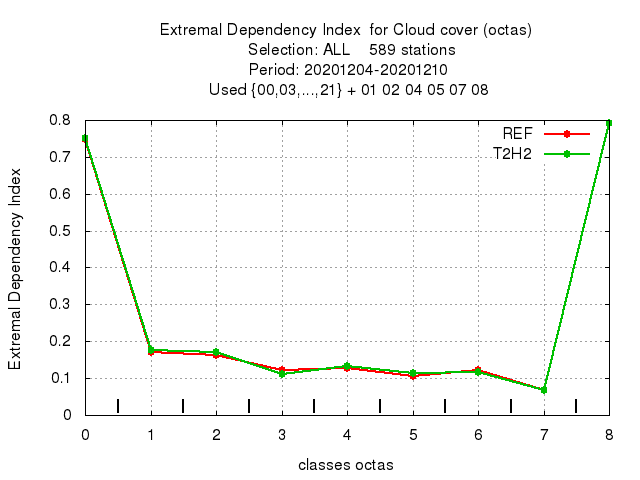 Extremal Dependency Index  for Cloud cover (octas)
Selection: ALL    589 stations
Period: 20201204-20201210
Used {00,03,...,21} + 01 02 04 05 07 08
REF
T2H2
Extremal Dependency Index
0.8
0.7
0.6
0.5
0.4
0.3
0.2
0.1
0
0 1 2 3 4 5 6 7 8
classes octas